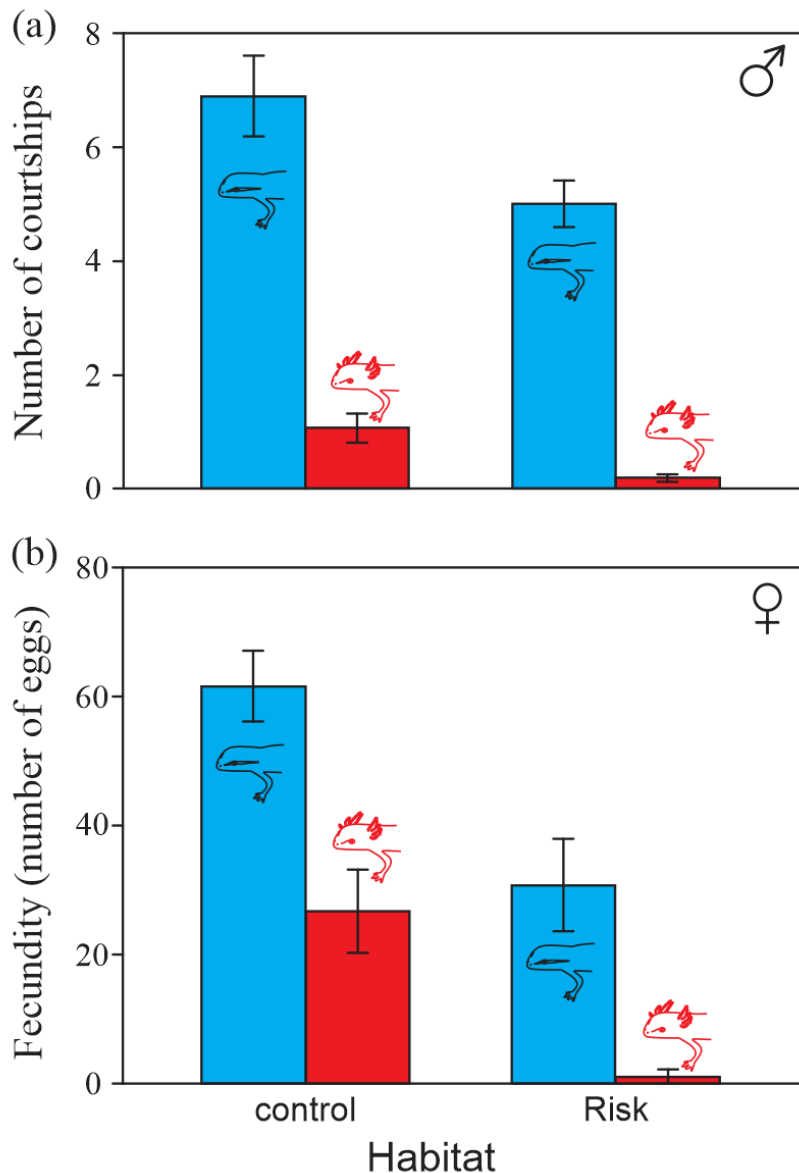 (a)
8
6
4
2
0
Number of courtships
♂
(b)
80
60
40
20
0
Fecundity (number of eggs)
♀
control Risk
Habitat